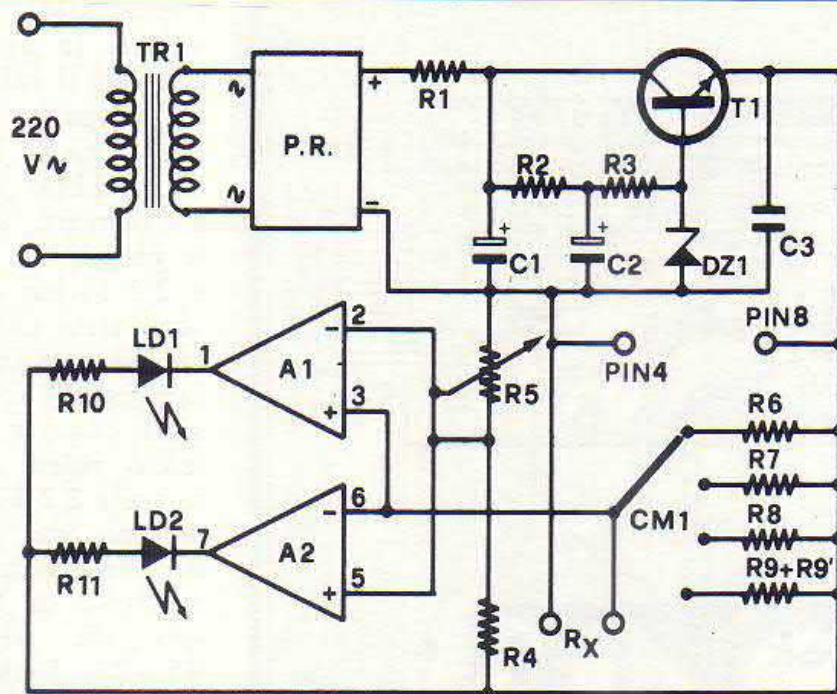 TR1
220
V~
~
~
P.R.
+
-
R1
T1
R2
R3
+
C1
+
C2
DZ1
C3
LD1
1
A1
-
2
+
3
R10
R5
PIN4
PIN8
R6
R7
R8
R9+R9'
CM1
LD2
7
A2
-
6
+
5
R11
R4
RX